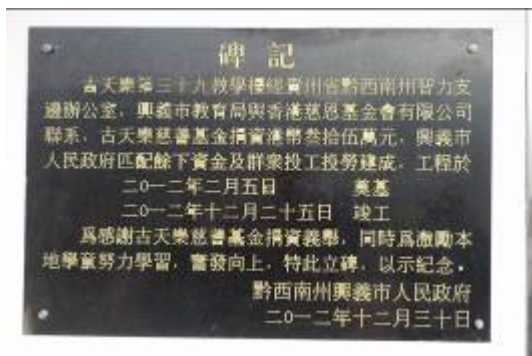 碑記
古天樂第三十九教學樓經貴州省黔西南州智力支
邊辦公室，興義市教育局與香港慈恩基金會有限公司
聯系，古天樂慈善基金捐資港幣叁拾伍萬元，興義市
人民政府匹配餘下資金及群衆投工投勞建成，工程於
二0一二年二月五日 奠基
二0一二年十二月二十五日 竣工
爲感謝古天樂慈善基金捐資義舉，同時爲激勵本
地學童努力學習，奮發向上，特此立碑，以示紀念。
黔西南州興義市人民政府
二0一二年十二月三十日